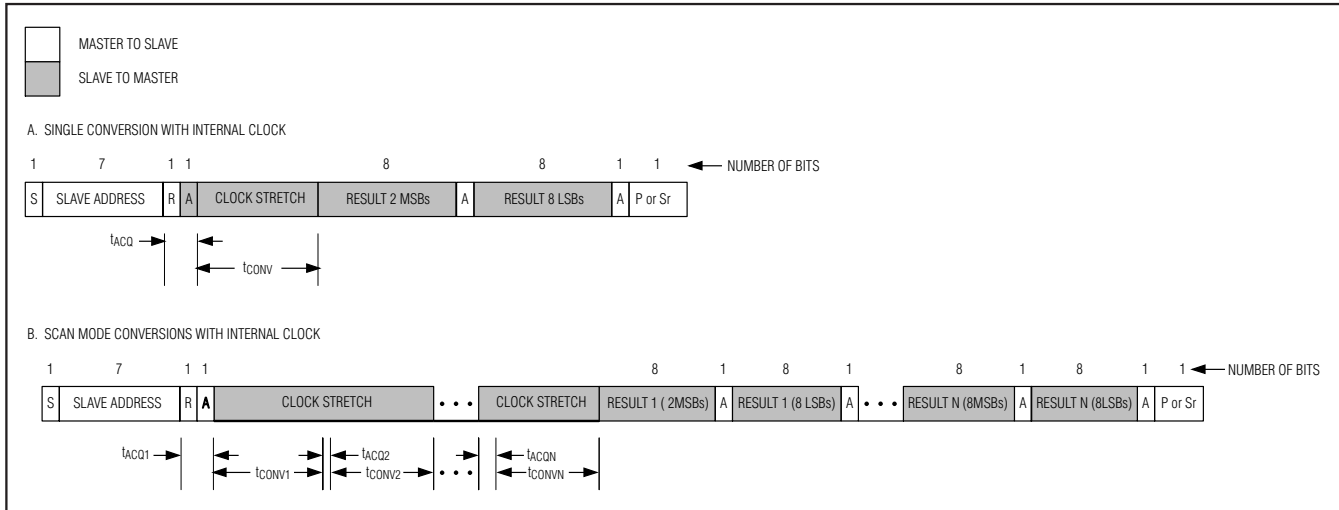 MASTER TO SLAVE
SLAVE TO MASTER
A. SINGLE CONVERSION WITH INTERNAL CLOCK
1 7 1 1 8 8 1 1 NUMBER OF BITS
S SLAVE ADDRESS R A CLOCK STRETCH RESULT 2 MSBs A RESULT 8 LSBs A P or Sr
tACQ
tCONV
B. SCAN MODE CONVERSIONS WITH INTERNAL CLOCK
1 7 1 1 8 1 8 1 8 1 8 1 1 NUMBER OF BITS
S SLAVE ADDRESS R A CLOCK STRETCH • • • CLOCK STRETCH RESULT 1 ( 2MSBs) A RESULT 1 (8 LSBs) A • • • RESULT N (8MSBs) A RESULT N (8LSBs) A P or Sr
tACQ1 tACQ2 tACQN
tCONV1 tCONV2 • • • tCONVN